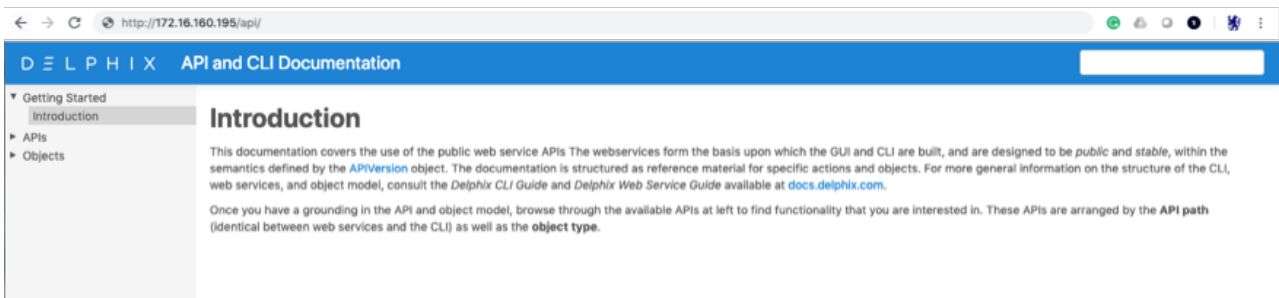 http://172.16.160.195/api/
DELPHIX API and CLI Documentation
Getting Started
Introduction
APIs
Objects
Introduction
This documentation covers the use of the public web service APIs The webservices form the basis upon which the GUI and CLI are built, and are designed to be public and stable, within the
semantics defined by the APIVersion object. The documentation is structured as reference material for specific actions and objects. For more general information on the structure of the CLI,
web services, and object model, consult the Delphix CLI Guide and Delphix Web Service Guide available at docs.delphix.com.
Once you have a grounding in the API and object model, browse through the available APIs at left to find functionality that you are interested in. These APIs are arranged by the API path
(identical between web services and the CLI) as well as the object type.